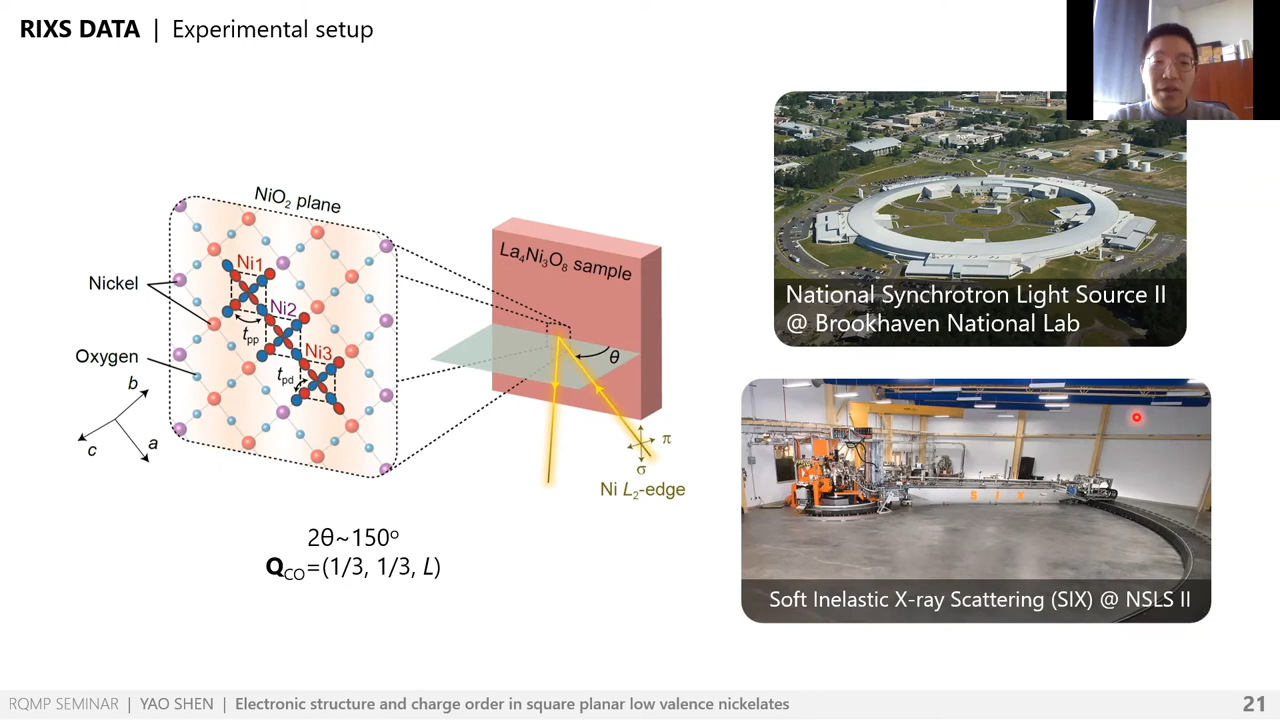 RIXS DATA | Experimental setup
NiO₂ plane
Ni1
Ni2
Ni3
tpp
tpd
Nickel
Oxygen
b
a
c
La₄Ni₃O₈ sample
θ
π
σ
Ni L₂-edge
2θ~150°
QCO=(1/3, 1/3, L)
National Synchrotron Light Source II
@ Brookhaven National Lab
S I X
Soft Inelastic X-ray Scattering (SIX) @ NSLS II
RQMP SEMINAR | YAO SHEN | Electronic structure and charge order in square planar low valence nickelates
21